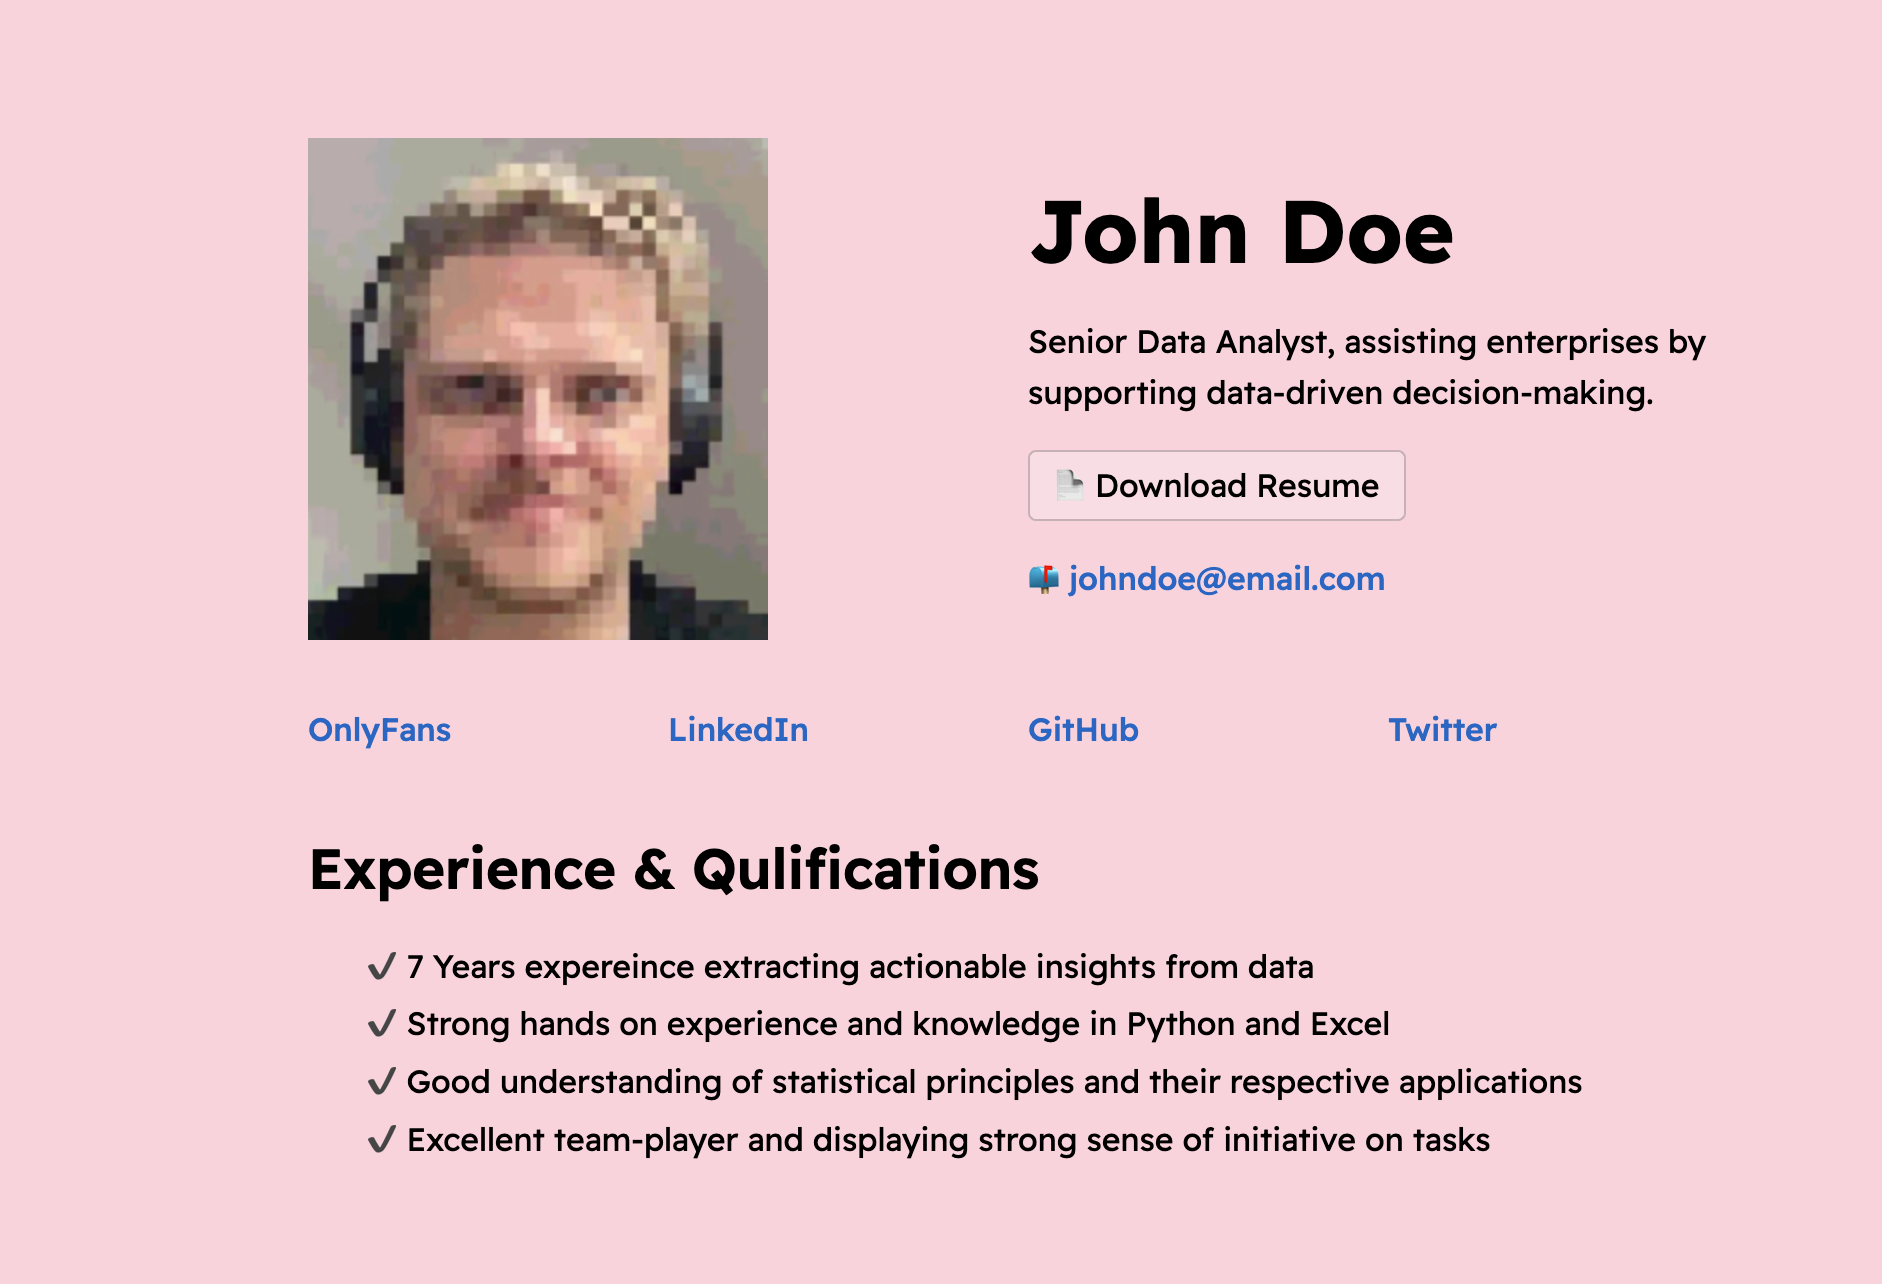 John Doe
Senior Data Analyst, assisting enterprises by
supporting data-driven decision-making.
Download Resume
johndoe@email.com
OnlyFans LinkedIn GitHub Twitter
Experience & Qulifications
7 Years expereince extracting actionable insights from data
Strong hands on experience and knowledge in Python and Excel
Good understanding of statistical principles and their respective applications
Excellent team-player and displaying strong sense of initiative on tasks